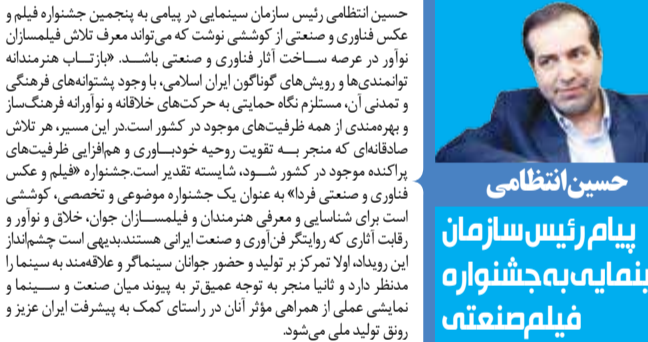 حسین انتظامی رئیس سازمان سینمایی در پیامی به پنجمین جشنواره فیلم و
عکس فناوری و صنعتی از کوششی نوشت که می‌تواند معرف تلاش فیلمسازان
نوآور در عرصه ساخت آثار فناوری و صنعتی باشد. «بازتاب هنرمندانه
توانمندی‌ها و رویش‌های گوناگون ایران اسلامی، با وجود پشتوانه‌های فرهنگی
و تمدنی آن، مستلزم نگاه حمایتی به حرکت‌های خلاقانه و نوآورانه فرهنگ‌ساز
و بهره‌مندی از همه ظرفیت‌های موجود در کشور است.در این مسیر، هر تلاش
صادقانه‌ای که منجر به تقویت روحیه خودباوری و هم‌افزایی ظرفیت‌های
پراکنده موجود در کشور شود، شایسته تقدیر است.جشنواره «فیلم و عکس
فناوری و صنعتی فردا» به عنوان یک جشنواره موضوعی و تخصصی، کوششی
است برای شناسایی و معرفی هنرمندان و فیلمسازان جوان، خلاق و نوآور و
رقابت آثاری که روایتگر فن‌آوری و صنعت ایرانی هستند.بدیهی است چشم‌انداز
این رویداد، اولا تمرکز بر تولید و حضور جوانان سینماگر و علاقه‌مند به سینما را
مدنظر دارد و ثانیا منجر به توجه عمیق‌تر به پیوند میان صنعت و سینما و
نمایشی عملی از همراهی مؤثر آنان در راستای کمک به پیشرفت ایران عزیز و
رونق تولید ملی می‌شود.
حسین انتظامی
پیام رئیس سازمان
ینمایی به جشنواره
فیلم صنعتی